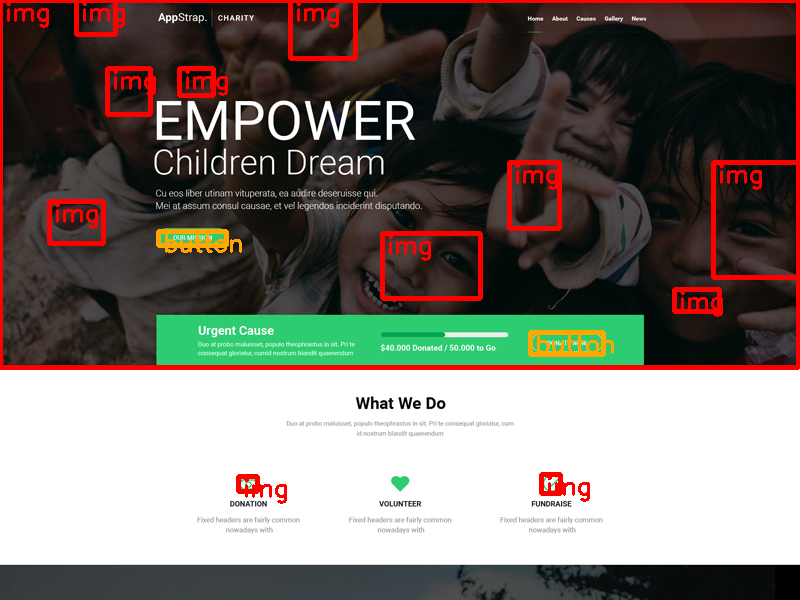 img
img
img
AppStrap. CHARITY
Home About Causes Gallery News
img
img
EMPOWER
Children Dream
img
img
Cu eos liber utinam vituperata, ea audire deseruisse qui.
Mei at assum consul causae, et vel legendos inciderint disputando.
img
OUR MISSION
button
img
img
Urgent Cause
Duo at probo maluisset, populo theophrastus in sit. Pri te
consequat gloriatur, cumid nostrum blandit quaerendum
$40.000 Donated / 50.000 to Go
DONATE NOW
button
What We Do
Duo at probo maluisset, populo theophrastus in sit. Pri te consequat gloriatur, cum
id nostrum blandit quaerendum
img
img
DONATION
VOLUNTEER
FUNDRAISE
Fixed headers are fairly common
nowadays with
Fixed headers are fairly common
nowadays with
Fixed headers are fairly common
nowadays with